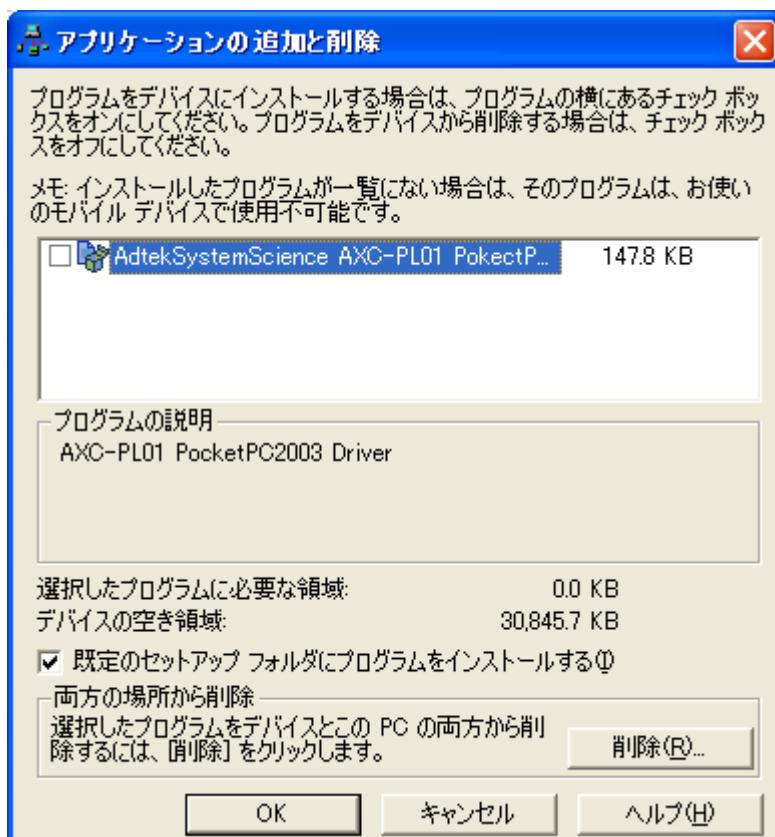 アプリケーションの追加と削除
プログラムをデバイスにインストールする場合は、プログラムの横にあるチェック ボッ
クスをオンにしてください。プログラムをデバイスから削除する場合は、チェック ボック
スをオフにしてください。
メモ: インストールしたプログラムが一覧にない場合は、そのプログラムは、お使い
のモバイル デバイスで使用不可能です。
AdtekSystemScience AXC-PL01 PokectP... 147.8 KB
プログラムの説明
AXC-PL01 PocketPC2003 Driver
選択したプログラムに必要な領域: 0.0 KB
デバイスの空き領域: 30,845.7 KB
既定のセットアップ フォルダにプログラムをインストールする(I)
両方の場所から削除
選択したプログラムをデバイスとこの PC の両方から削
除するには、[削除] をクリックします。
削除(R)...
OK キャンセル ヘルプ(H)